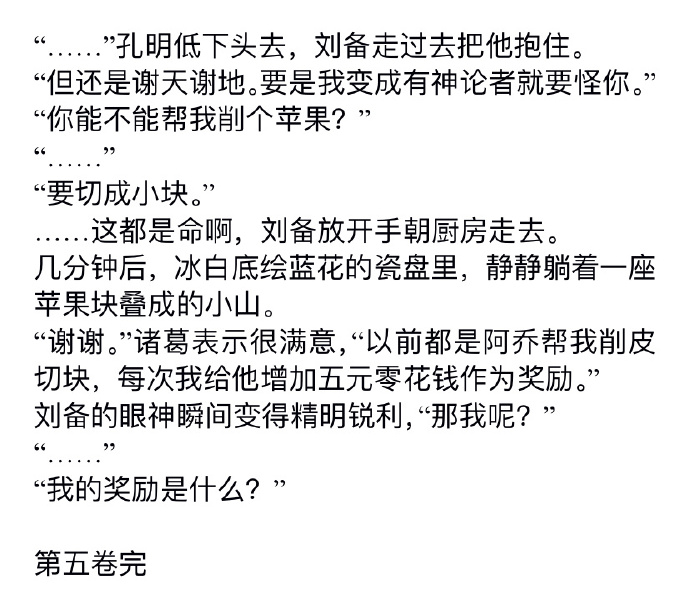 “……”孔明低下头去，刘备走过去把他抱住。
“但还是谢天谢地。要是我变成有神论者就要怪你。”
“你能不能帮我削个苹果？”
“……”
“要切成小块。”
……这都是命啊，刘备放开手朝厨房走去。
几分钟后，冰白底绘蓝花的瓷盘里，静静躺着一座
苹果块叠成的小山。
“谢谢。”诸葛表示很满意，“以前都是阿乔帮我削皮
切块，每次我给他增加五元零花钱作为奖励。”
刘备的眼神瞬间变得精明锐利，“那我呢？”
“……”
“我的奖励是什么？”
第五卷完